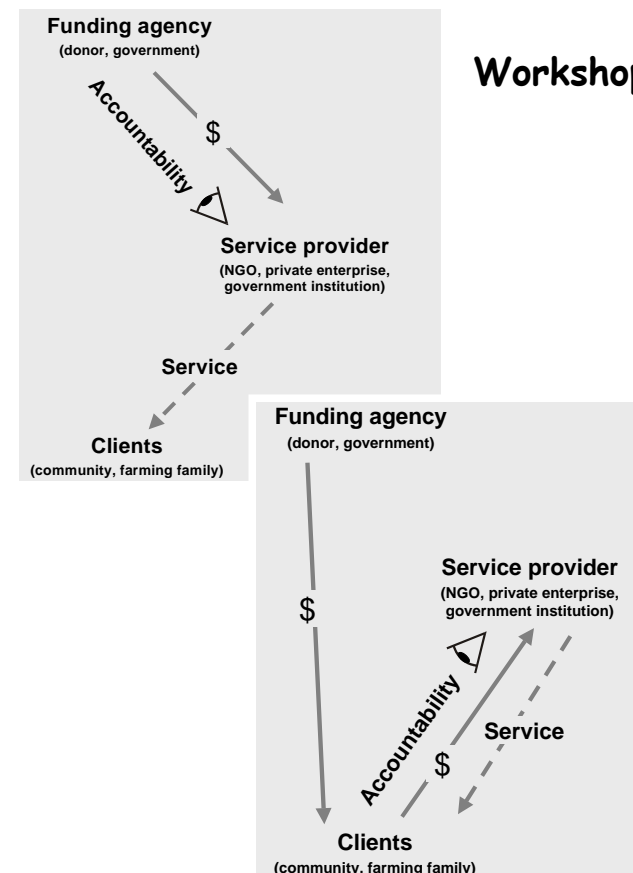 Funding agency
(donor, government)
Workshop
Accountability
$
Service provider
(NGO, private enterprise,
government institution)
Service
Clients
(community, farming family)
Funding agency
(donor, government)
Service provider
(NGO, private enterprise,
government institution)
$
Accountability
Service
$
Clients
(community, farming family)